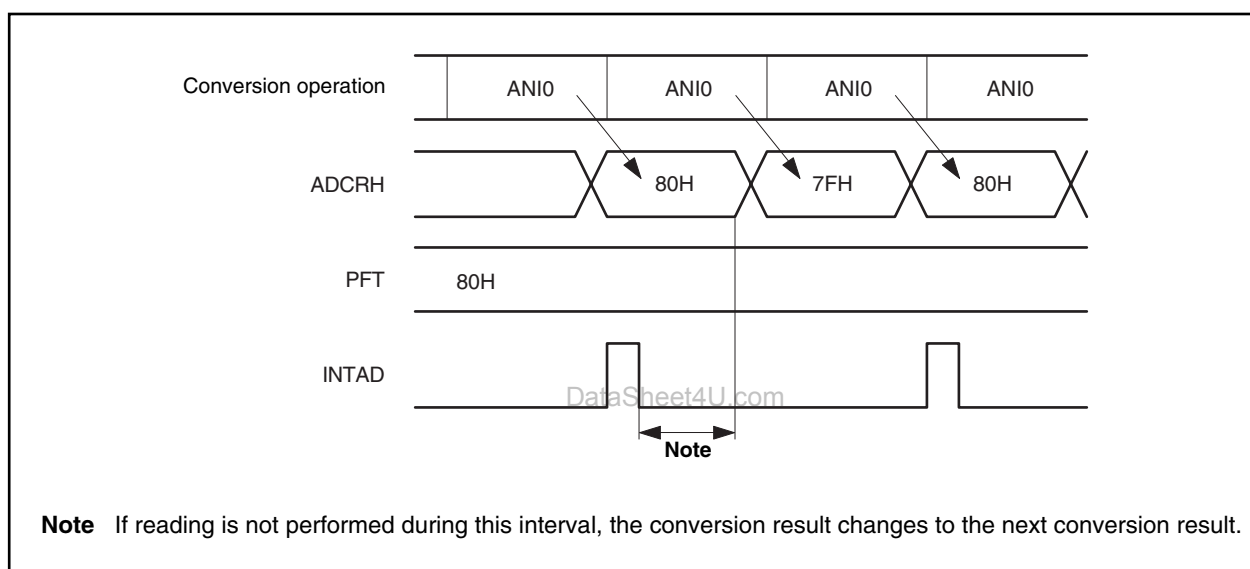 Conversion operation ANI0 ANI0 ANI0 ANI0
ADCRH 80H 7FH 80H
PFT 80H
INTAD
DataSheet4U.com
Note
Note If reading is not performed during this interval, the conversion result changes to the next conversion result.